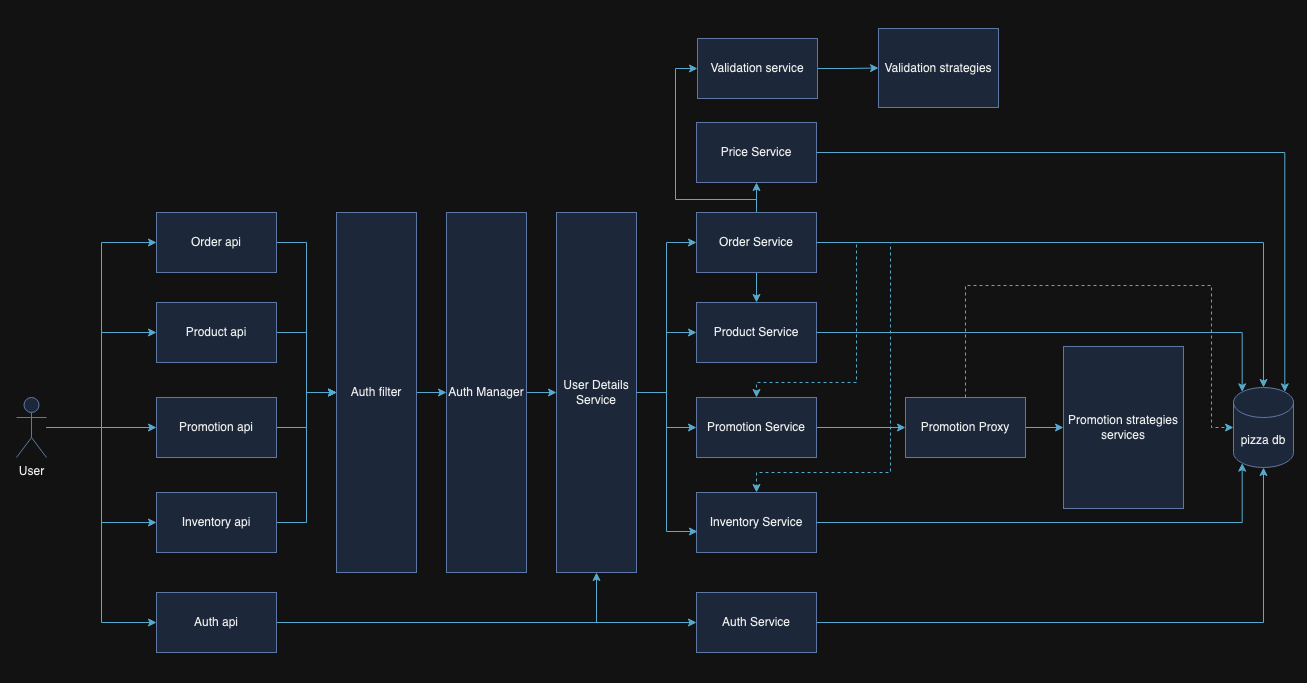 Validation service
Validation strategies
Price Service
Order api
Order Service
Product api
Product Service
Auth filter
Auth Manager
User Details
Service
User
Promotion api
Promotion Service
Promotion Proxy
Promotion strategies
services
pizza db
Inventory api
Inventory Service
Auth api
Auth Service